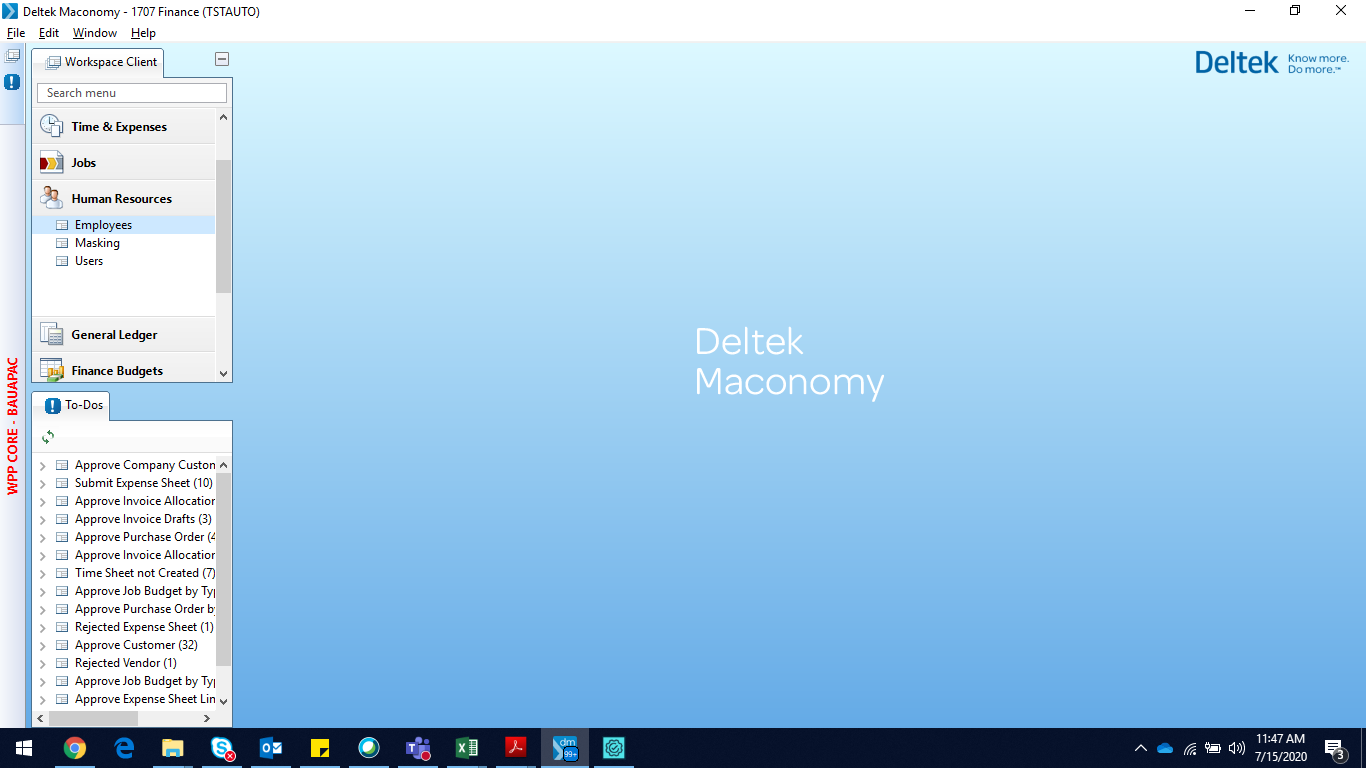 Deltek Maconomy - 1707 Finance (TSTAUTO)
File Edit Window Help
Workspace Client
Search menu
Time & Expenses
Jobs
Human Resources
Employees
Masking
Users
General Ledger
Finance Budgets
WPP CORE - BAUAPAC
To-Dos
Approve Company Custon
Submit Expense Sheet (10)
Approve Invoice Allocation
Approve Invoice Drafts (3)
Approve Purchase Order (4
Approve Invoice Allocation
Time Sheet not Created (7)
Approve Job Budget by Typ
Approve Purchase Order by
Rejected Expense Sheet (1)
Approve Customer (32)
Rejected Vendor (1)
Approve Job Budget by Typ
Approve Expense Sheet Lin
Deltek Know more.
Do more.™
Deltek
Maconomy
dm
99+
11:47 AM
7/15/2020
3